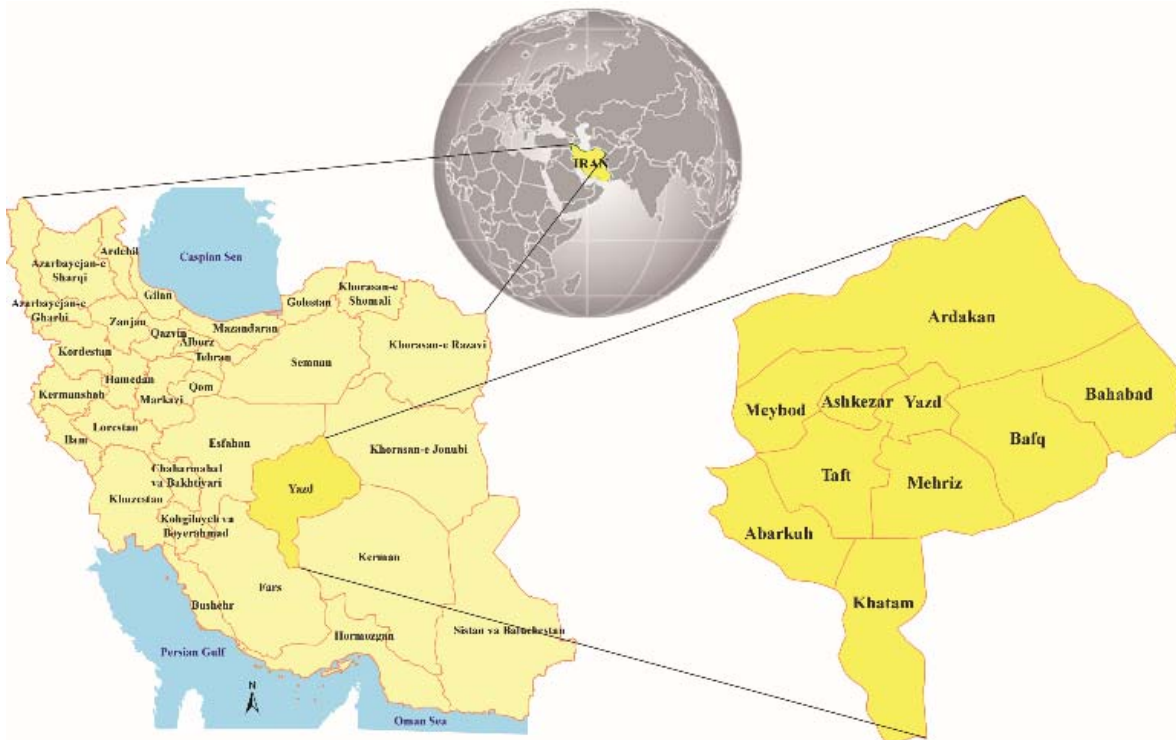 IRAN
Caspian Sea
Ardebil
Azarbayejan-e
Sharqi
Azarbayejan-e
Gharbi
Gilan
Zanjan
Qazvin
Alborz
Tehran
Mazandaran
Golestan
Khorasan-e
Shomali
Khorasan-e Razavi
Semnan
Kordestan
Hamedan
Qom
Kermanshah
Markazi
Lorestan
Ilam
Esfahan
Khorasan-e Jonubi
Chaharmahal
va Bakhtiyari
Yazd
Khuzestan
Kohgiluyeh va
Boyerahmad
Kerman
Fars
Bushehr
Hormozgan
Sistan va Baluchestan
Persian Gulf
N
Oman Sea
Ardakan
Bahabad
Meybod
Ashkezar
Yazd
Bafq
Taft
Mehriz
Abarkuh
Khatam